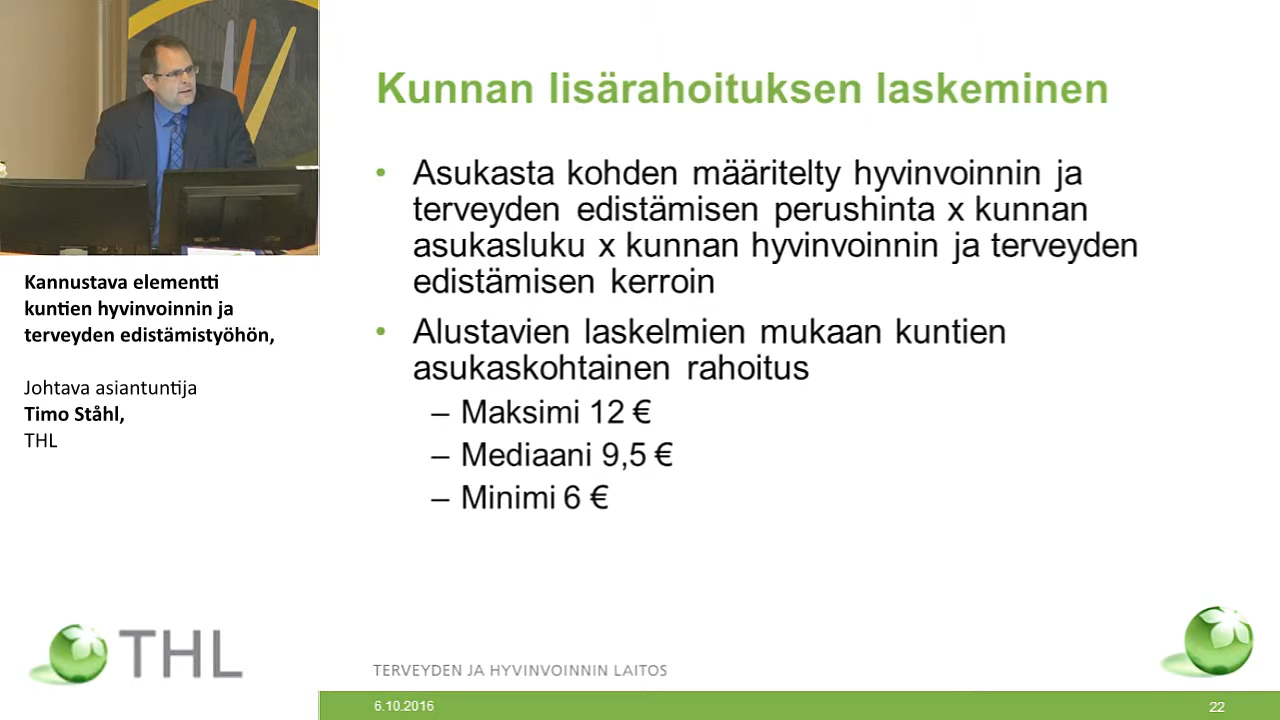 Kunnan lisärahoituksen laskeminen
• Asukasta kohden määritelty hyvinvoinnin ja
terveyden edistämisen perushinta x kunnan
asukasluku x kunnan hyvinvoinnin ja terveyden
edistämisen kerroin
• Alustavien laskelmien mukaan kuntien
asukaskohtainen rahoitus
– Maksimi 12 €
– Mediaani 9,5 €
– Minimi 6 €
Kannustava elementti
kuntien hyvinvoinnin ja
terveyden edistämistyöhön,
Johtava asiantuntija
Timo Ståhl,
THL
THL
TERVEYDEN JA HYVINVOINNIN LAITOS
6.10.2016
22